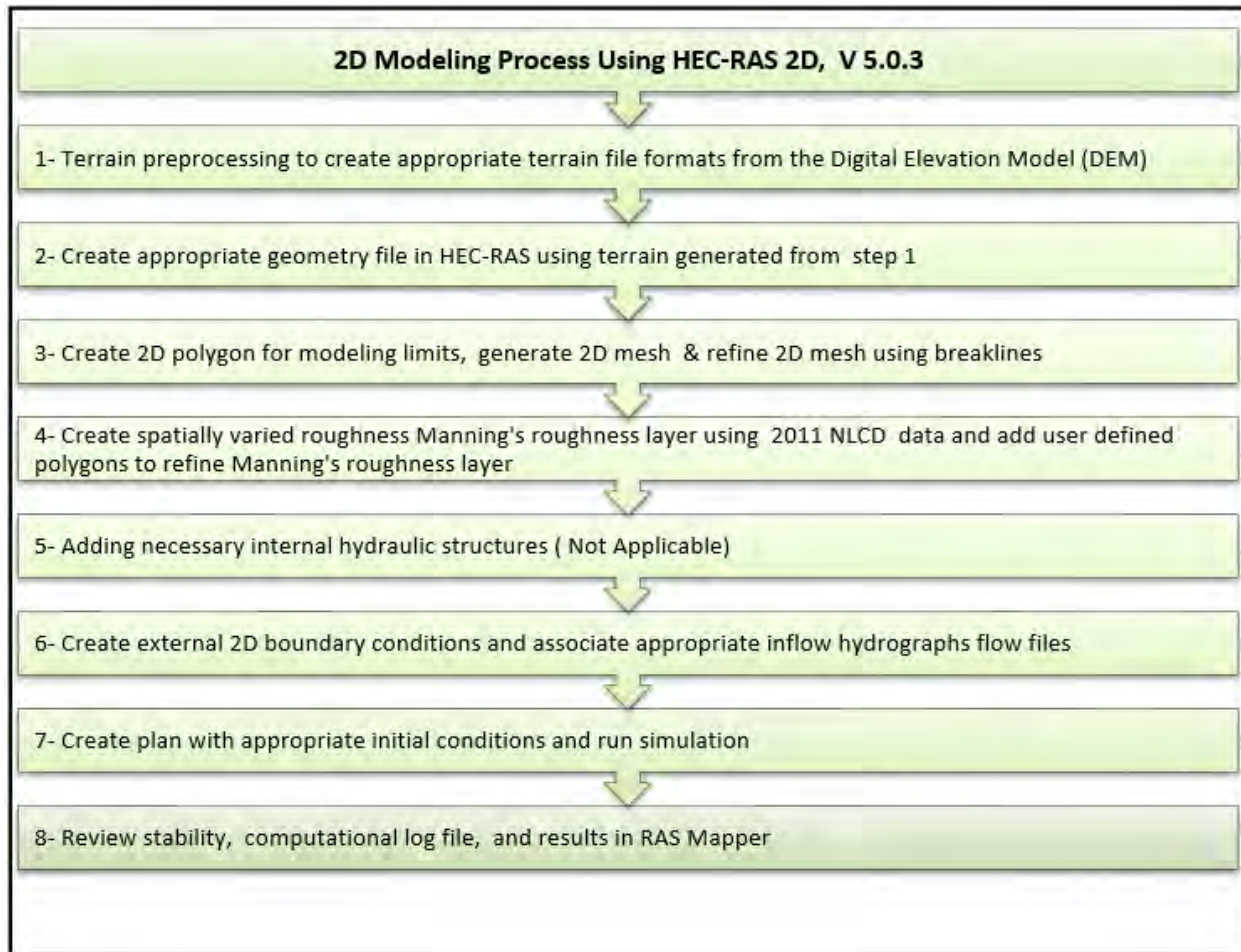 2D Modeling Process Using HEC-RAS 2D, V 5.0.3
1- Terrain preprocessing to create appropriate terrain file formats from the Digital Elevation Model (DEM)
2- Create appropriate geometry file in HEC-RAS using terrain generated from step 1
3- Create 2D polygon for modeling limits, generate 2D mesh & refine 2D mesh using breaklines
4- Create spatially varied roughness Manning's roughness layer using 2011 NLCD data and add user defined
polygons to refine Manning's roughness layer
5- Adding necessary internal hydraulic structures ( Not Applicable)
6- Create external 2D boundary conditions and associate appropriate inflow hydrographs flow files
7- Create plan with appropriate initial conditions and run simulation
8- Review stability, computational log file, and results in RAS Mapper